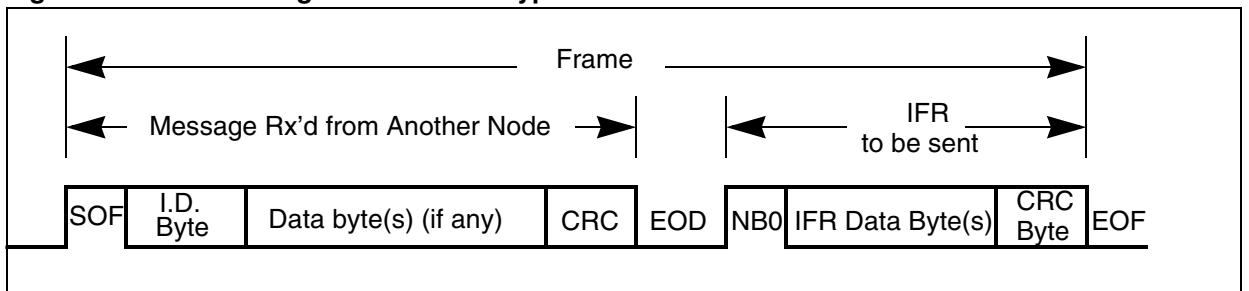 Frame
Message Rx'd from Another Node
IFR
to be sent
SOF
I.D.
Byte
Data byte(s) (if any)
CRC
EOD
NB0
IFR Data Byte(s)
CRC
Byte
EOF